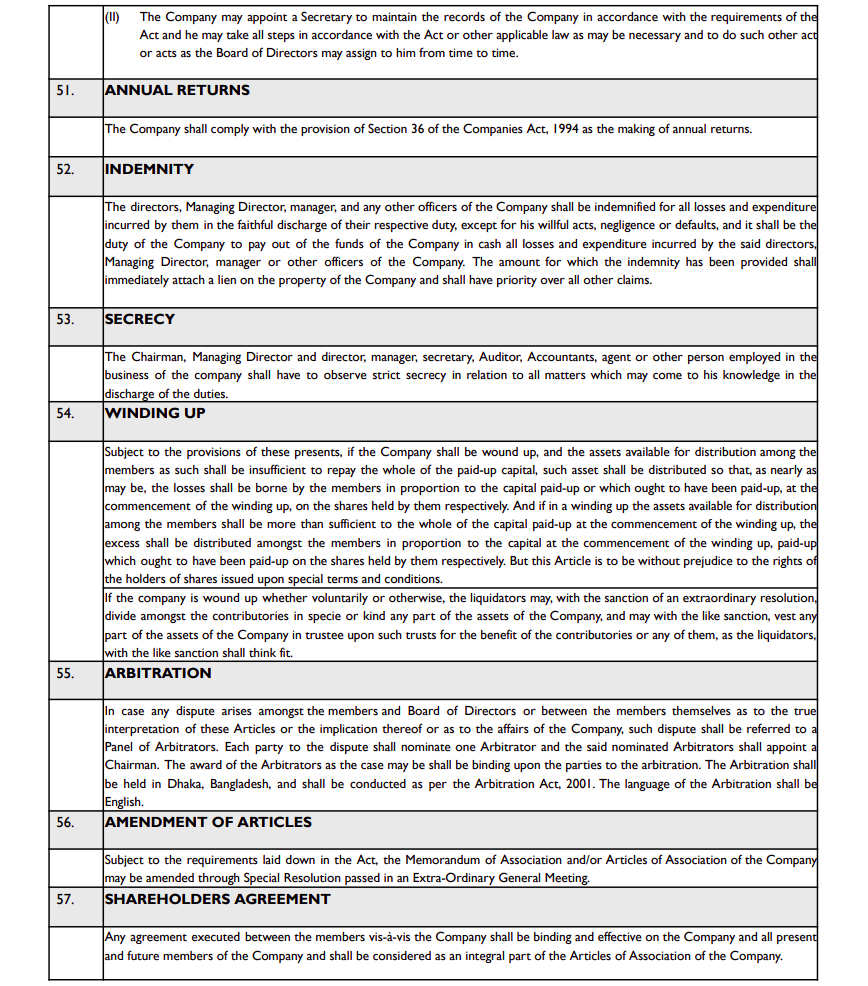 (II) The Company may appoint a Secretary to maintain the records of the Company in accordance with the requirements of the
Act and he may take all steps in accordance with the Act or other applicable law as may be necessary and to do such other act
or acts as the Board of Directors may assign to him from time to time.
51. ANNUAL RETURNS
The Company shall comply with the provision of Section 36 of the Companies Act, 1994 as the making of annual returns.
52. INDEMNITY
The directors, Managing Director, manager, and any other officers of the Company shall be indemnified for all losses and expenditure
incurred by them in the faithful discharge of their respective duty, except for his willful acts, negligence or defaults, and it shall be the
duty of the Company to pay out of the funds of the Company in cash all losses and expenditure incurred by the said directors,
Managing Director, manager or other officers of the Company. The amount for which the indemnity has been provided shall
immediately attach a lien on the property of the Company and shall have priority over all other claims.
53. SECRECY
The Chairman, Managing Director and director, manager, secretary, Auditor, Accountants, agent or other person employed in the
business of the company shall have to observe strict secrecy in relation to all matters which may come to his knowledge in the
discharge of the duties.
54. WINDING UP
Subject to the provisions of these presents, if the Company shall be wound up, and the assets available for distribution among the
members as such shall be insufficient to repay the whole of the paid-up capital, such asset shall be distributed so that, as nearly as
may be, the losses shall be borne by the members in proportion to the capital paid-up or which ought to have been paid-up, at the
commencement of the winding up, on the shares held by them respectively. And if in a winding up the assets available for distribution
among the members shall be more than sufficient to the whole of the capital paid-up at the commencement of the winding up, the
excess shall be distributed amongst the members in proportion to the capital at the commencement of the winding up, paid-up
which ought to have been paid-up on the shares held by them respectively. But this Article is to be without prejudice to the rights of
the holders of shares issued upon special terms and conditions.
If the company is wound up whether voluntarily or otherwise, the liquidators may, with the sanction of an extraordinary resolution,
divide amongst the contributories in specie or kind any part of the assets of the Company, and may with the like sanction, vest any
part of the assets of the Company in trustee upon such trusts for the benefit of the contributories or any of them, as the liquidators,
with the like sanction shall think fit.
55. ARBITRATION
In case any dispute arises amongst the members and Board of Directors or between the members themselves as to the true
interpretation of these Articles or the implication thereof or as to the affairs of the Company, such dispute shall be referred to a
Panel of Arbitrators. Each party to the dispute shall nominate one Arbitrator and the said nominated Arbitrators shall appoint a
Chairman. The award of the Arbitrators as the case may be shall be binding upon the parties to the arbitration. The Arbitration shall
be held in Dhaka, Bangladesh, and shall be conducted as per the Arbitration Act, 2001. The language of the Arbitration shall be
English.
56. AMENDMENT OF ARTICLES
Subject to the requirements laid down in the Act, the Memorandum of Association and/or Articles of Association of the Company
may be amended through Special Resolution passed in an Extra-Ordinary General Meeting.
57. SHAREHOLDERS AGREEMENT
Any agreement executed between the members vis-à-vis the Company shall be binding and effective on the Company and all present
and future members of the Company and shall be considered as an integral part of the Articles of Association of the Company.